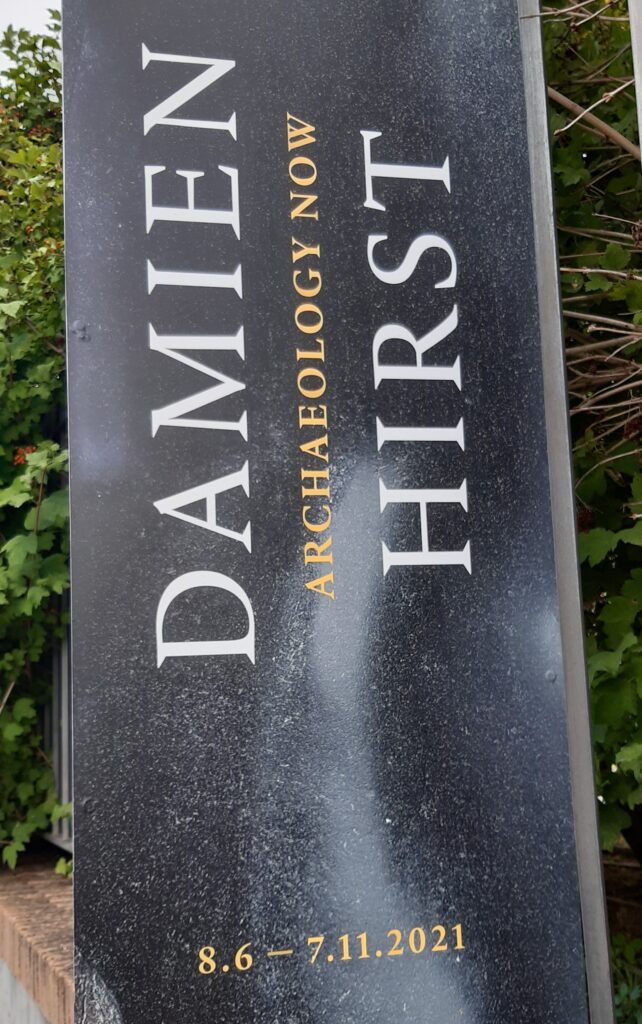 DAMIEN
ARCHAEOLOGY NOW
HIRST
8.6 – 7.11.2021